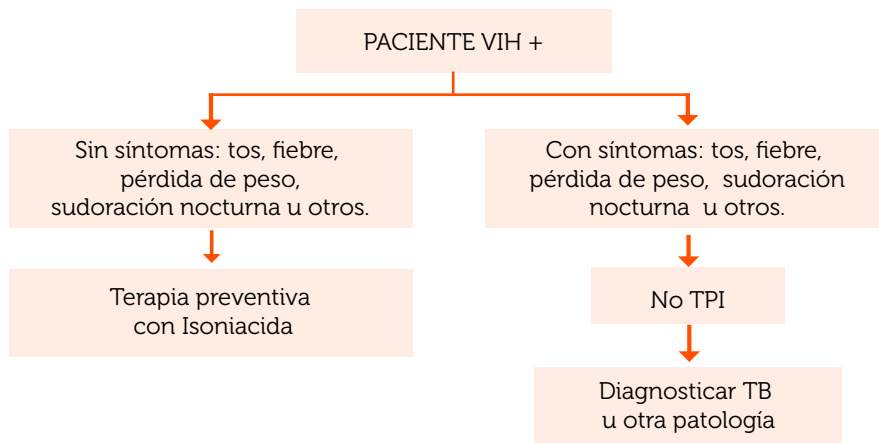 PACIENTE VIH +
Sin síntomas: tos, fiebre,
pérdida de peso,
sudoración nocturna u otros.
Con síntomas: tos, fiebre,
pérdida de peso, sudoración
nocturna u otros.
Terapia preventiva
con Isoniacida
No TPI
Diagnosticar TB
u otra patología